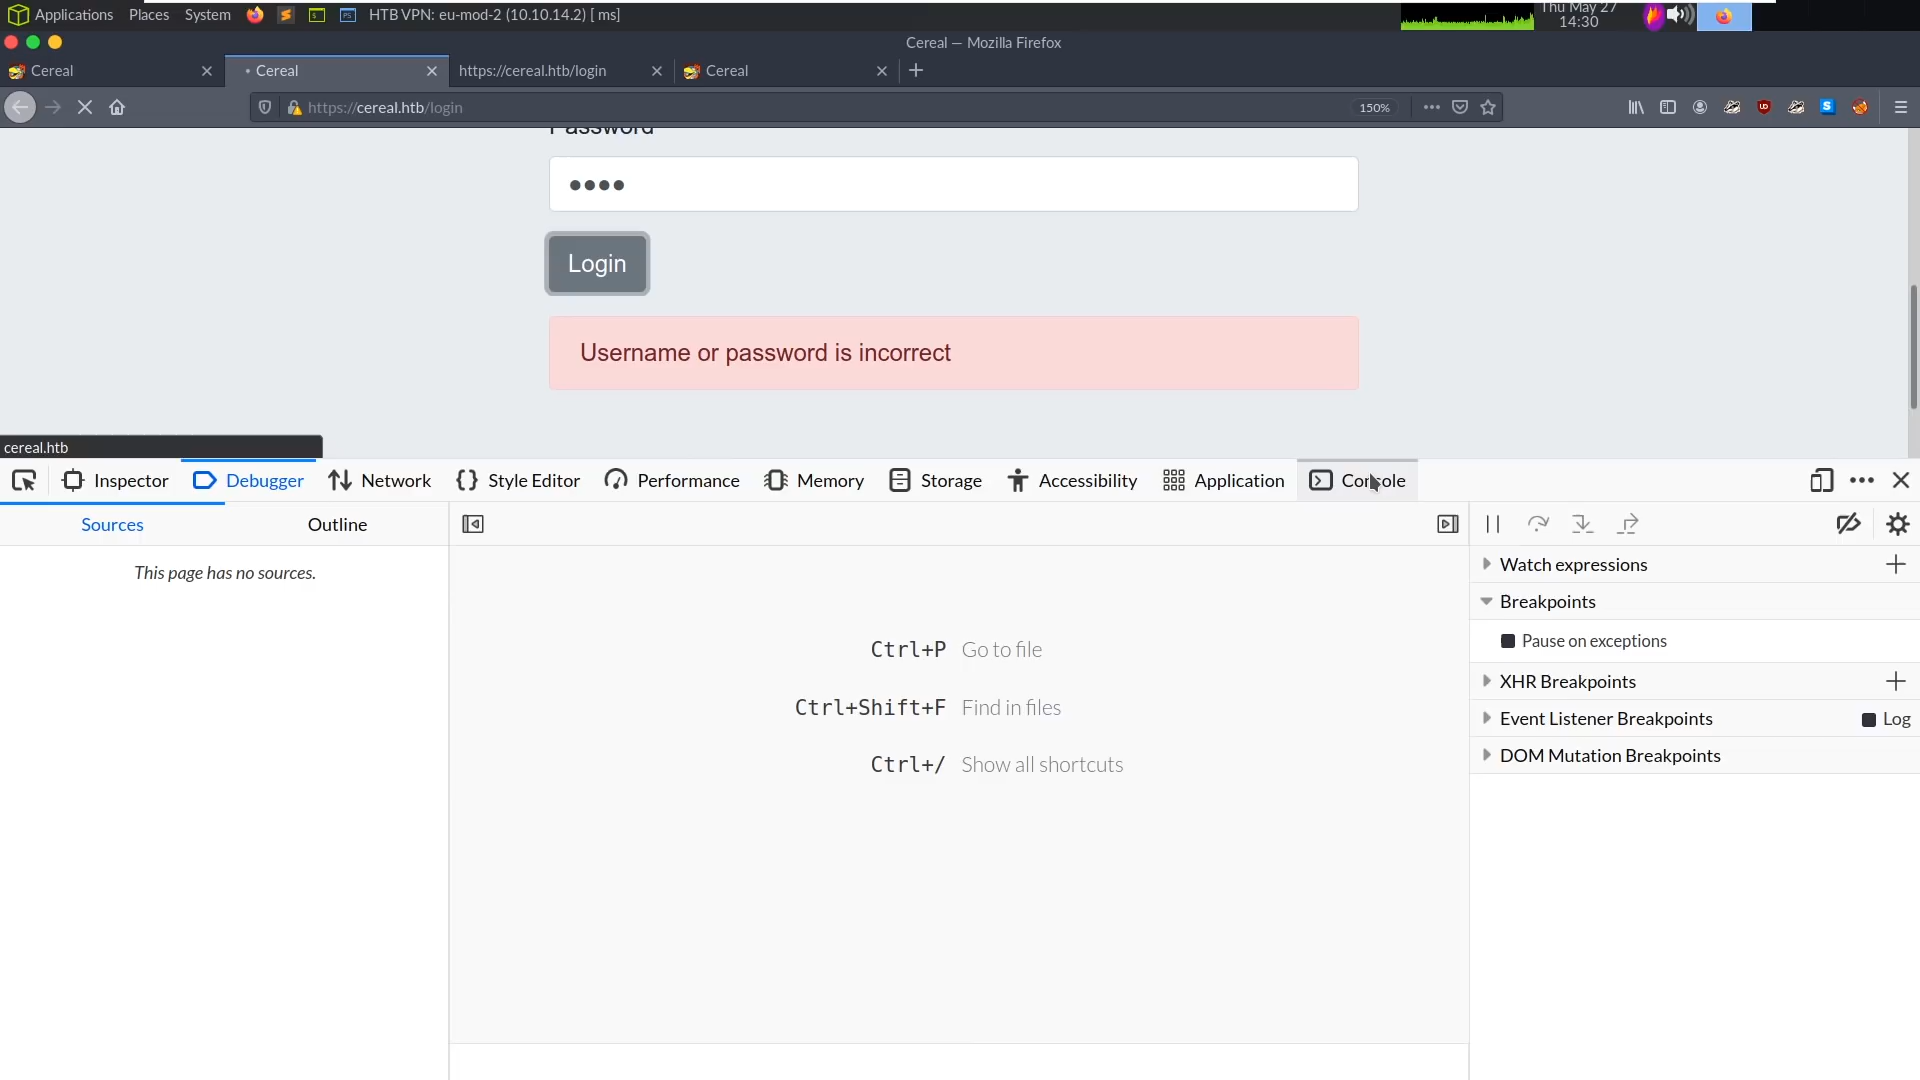 Applications Places System HTB VPN: eu-mod-2 (10.10.14.2) [ ms] Thu May 27
14:30
Cereal — Mozilla Firefox
Cereal Cereal https://cereal.htb/login Cereal
https://cereal.htb/login 150%
Password
Login
Username or password is incorrect
cereal.htb
Inspector Debugger Network Style Editor Performance Memory Storage Accessibility Application Console
Sources Outline
This page has no sources.
Watch expressions
Breakpoints
Pause on exceptions
XHR Breakpoints
Event Listener Breakpoints Log
DOM Mutation Breakpoints
Ctrl+P Go to file
Ctrl+Shift+F Find in files
Ctrl+/ Show all shortcuts